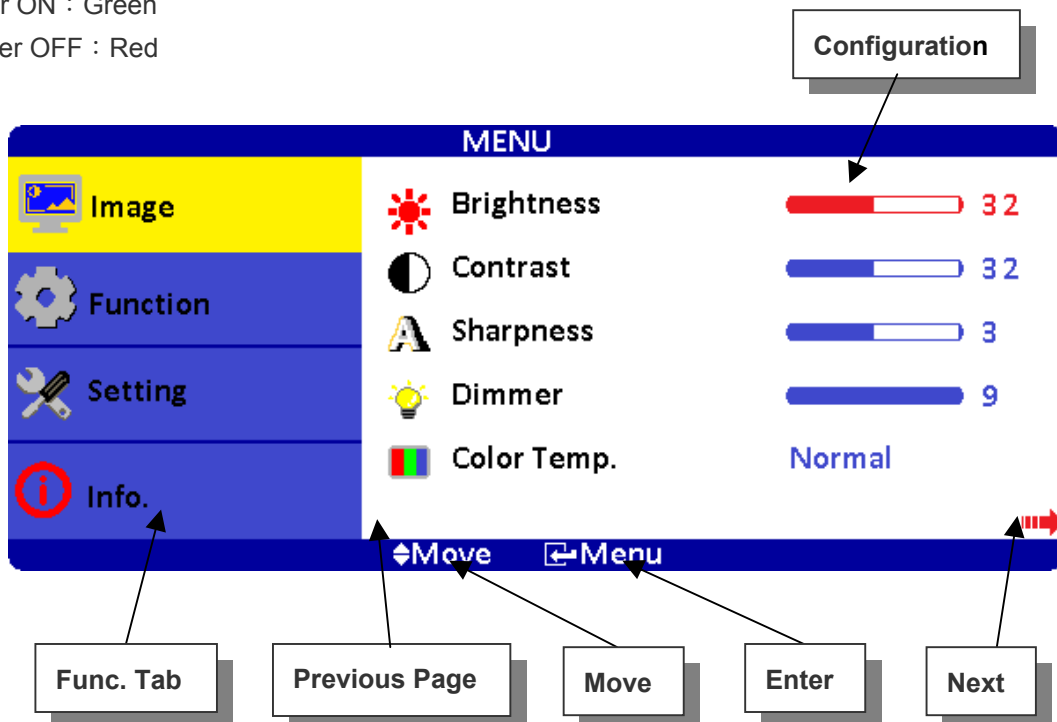 ON：Green
OFF：Red
Configuration
MENU
Image
Function
Setting
Info.
Brightness 32
Contrast 32
Sharpness 3
Dimmer 9
Color Temp. Normal
Move Menu
Func. Tab
Previous Page
Move
Enter
Next